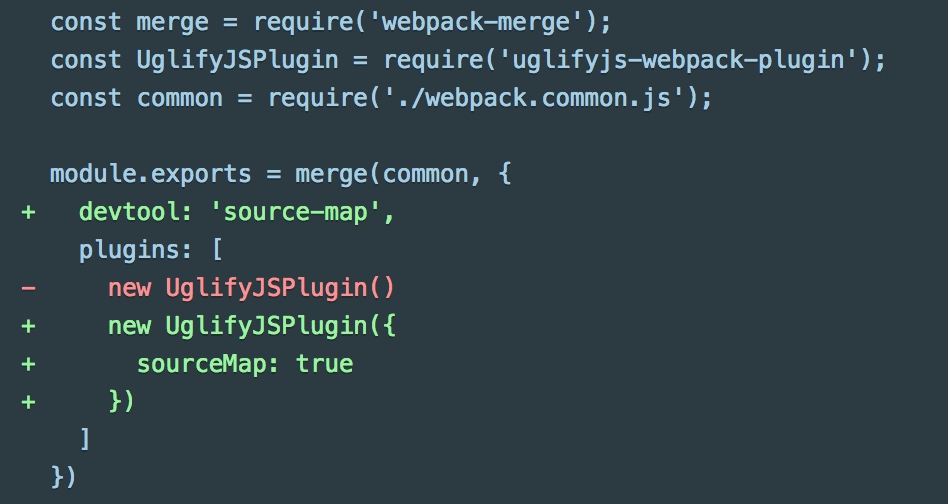 const merge = require('webpack-merge');
const UglifyJSPlugin = require('uglifyjs-webpack-plugin');
const common = require('./webpack.common.js');

module.exports = merge(common, {
+   devtool: 'source-map',
    plugins: [
-     new UglifyJSPlugin()
+     new UglifyJSPlugin({
+       sourceMap: true
+     })
    ]
})